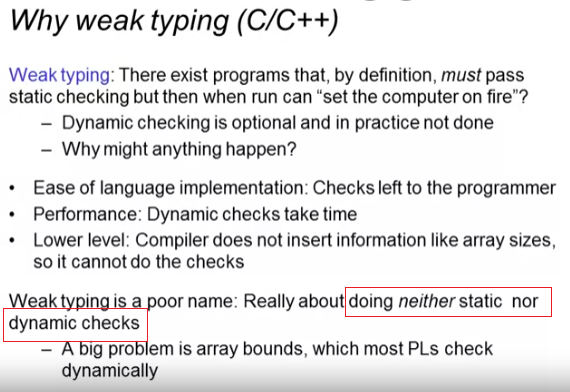 Why weak typing (C/C++)
Weak typing: There exist programs that, by definition, must pass
static checking but then when run can “set the computer on fire”?
– Dynamic checking is optional and in practice not done
– Why might anything happen?
• Ease of language implementation: Checks left to the programmer
• Performance: Dynamic checks take time
• Lower level: Compiler does not insert information like array sizes,
so it cannot do the checks
Weak typing is a poor name: Really about doing neither static nor
dynamic checks
– A big problem is array bounds, which most PLs check
dynamically